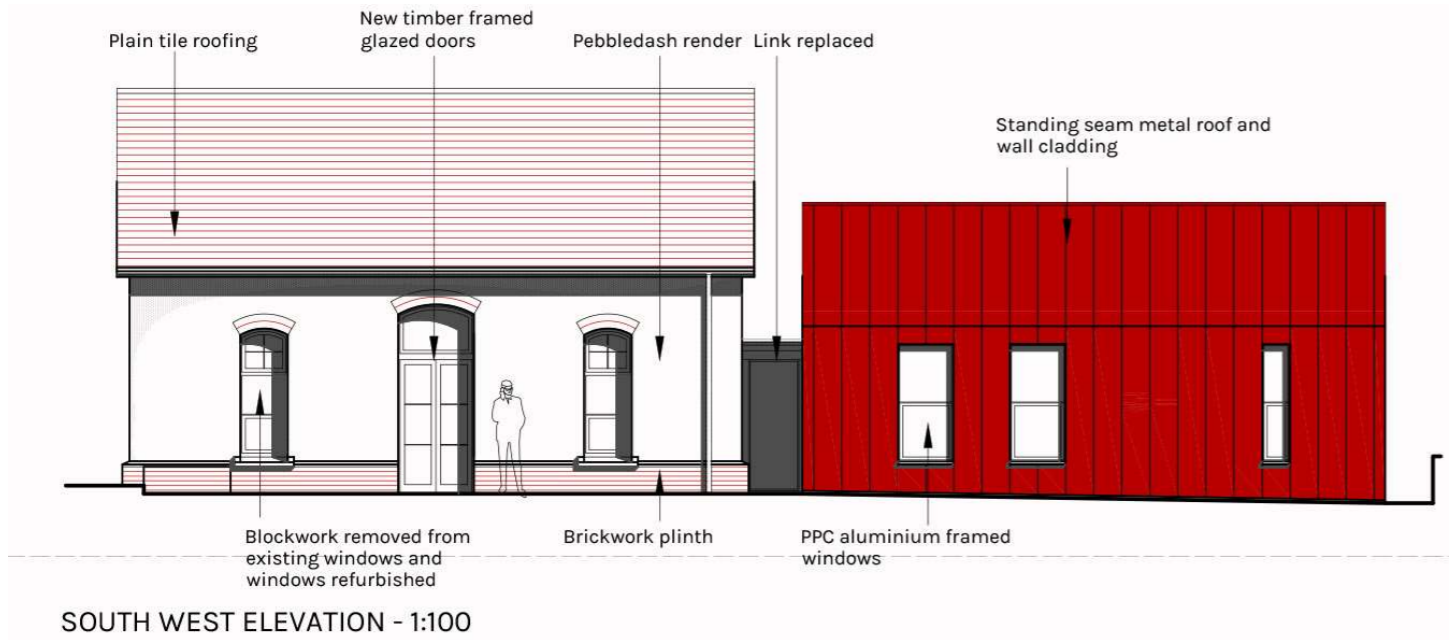 Plain tile roofing
New timber framed
glazed doors
Pebbledash render
Link replaced
Standing seam metal roof and
wall cladding
Blockwork removed from
existing windows and
windows refurbished
Brickwork plinth
PPC aluminium framed
windows
SOUTH WEST ELEVATION - 1:100